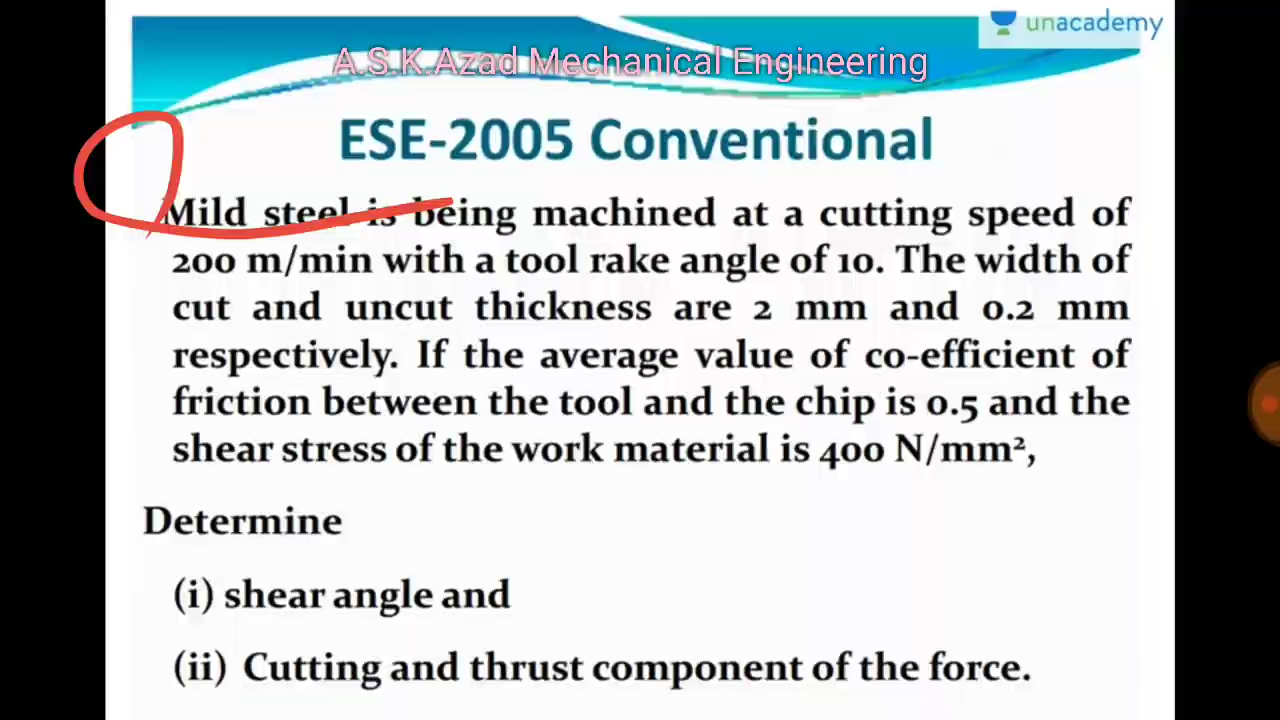 unacademy
A.S.K.Azad Mechanical Engineering
ESE-2005 Conventional
Mild steel is being machined at a cutting speed of
200 m/min with a tool rake angle of 10. The width of
cut and uncut thickness are 2 mm and 0.2 mm
respectively. If the average value of co-efficient of
friction between the tool and the chip is 0.5 and the
shear stress of the work material is 400 N/mm²,
Determine
(i) shear angle and
(ii) Cutting and thrust component of the force.